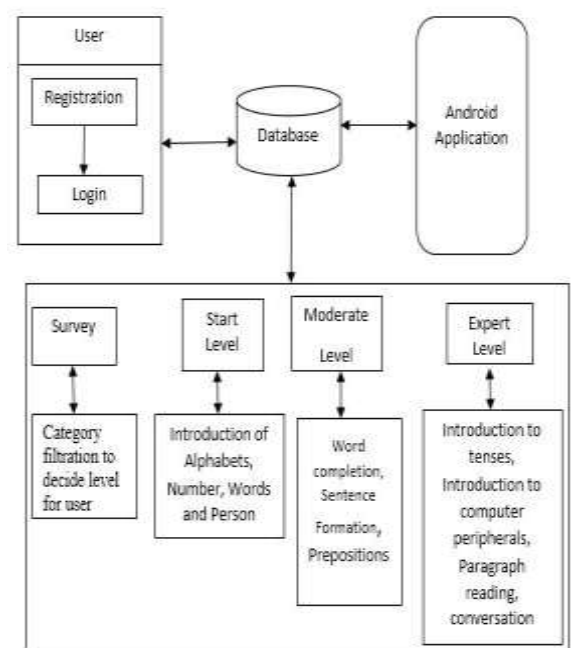 User
Registration
Login
Database
Android
Application
Survey
Category
filtration to
decide level
for user
Start
Level
Introduction of
Alphabets,
Number, Words
and Person
Moderate
Level
Word
completion,
Sentence
Formation,
Prepositions
Expert
Level
Introduction to
tenses,
Introduction to
computer
peripherals,
Paragraph
reading,
conversation